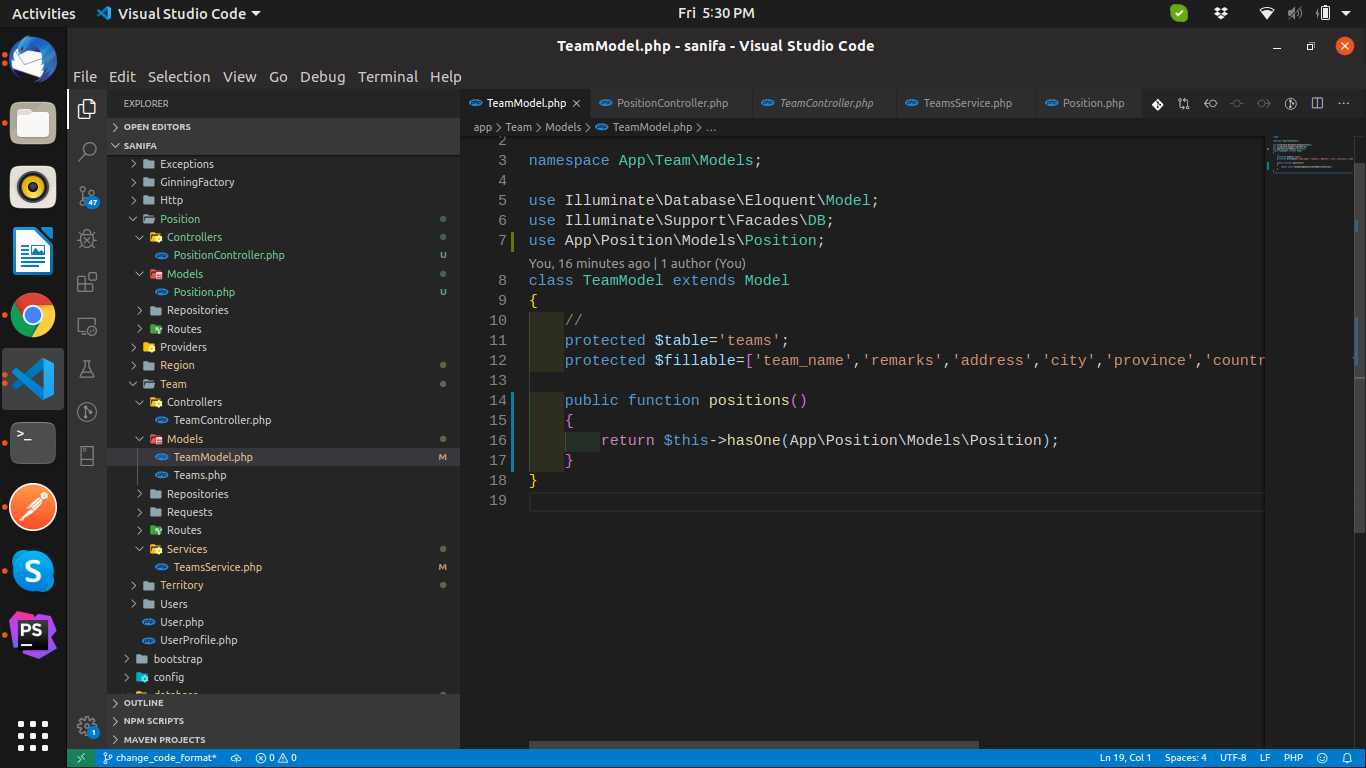 Activities Visual Studio Code Fri 5:30 PM
TeamModel.php - sanifa - Visual Studio Code
File Edit Selection View Go Debug Terminal Help
EXPLORER
OPEN EDITORS
SANIFA
Exceptions
GinningFactory
Http
Position
Controllers
PositionController.php U
Models
Position.php U
Repositories
Routes
Providers
Region
Team
Controllers
TeamController.php
Models
TeamModel.php M
Teams.php
Repositories
Requests
Routes
Services
TeamsService.php M
Territory
Users
User.php
UserProfile.php
bootstrap
config
database
OUTLINE
NPM SCRIPTS
MAVEN PROJECTS
47
1
TeamModel.php PositionController.php TeamController.php TeamsService.php Position.php
app > Team > Models > TeamModel.php > ...
2
3 namespace App\Team\Models;
4
5 use Illuminate\Database\Eloquent\Model;
6 use Illuminate\Support\Facades\DB;
7 use App\Position\Models\Position;
You, 16 minutes ago | 1 author (You)
8 class TeamModel extends Model
9 {
10 //
11 protected $table='teams';
12 protected $fillable=['team_name','remarks','address','city','province','countr
13
14 public function positions()
15 {
16 return $this->hasOne(App\Position\Models\Position);
17 }
18 }
19
change_code_format* 0 0 Ln 19, Col 1 Spaces: 4 UTF-8 LF PHP
>_
S
PS